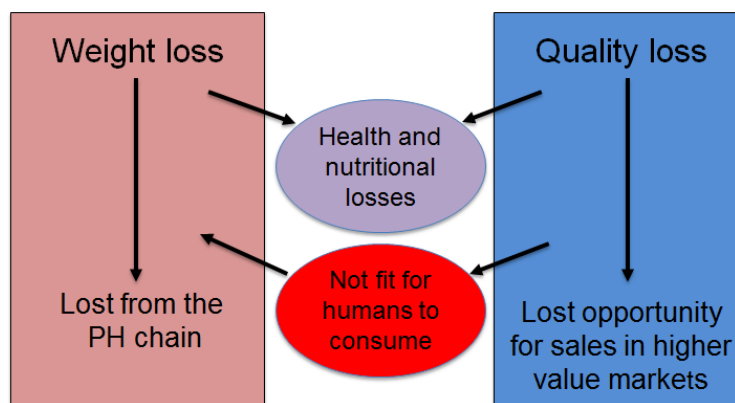 Weight loss
Quality loss
Health and
nutritional
losses
Not fit for
humans to
consume
Lost from the
PH chain
Lost opportunity
for sales in higher
value markets